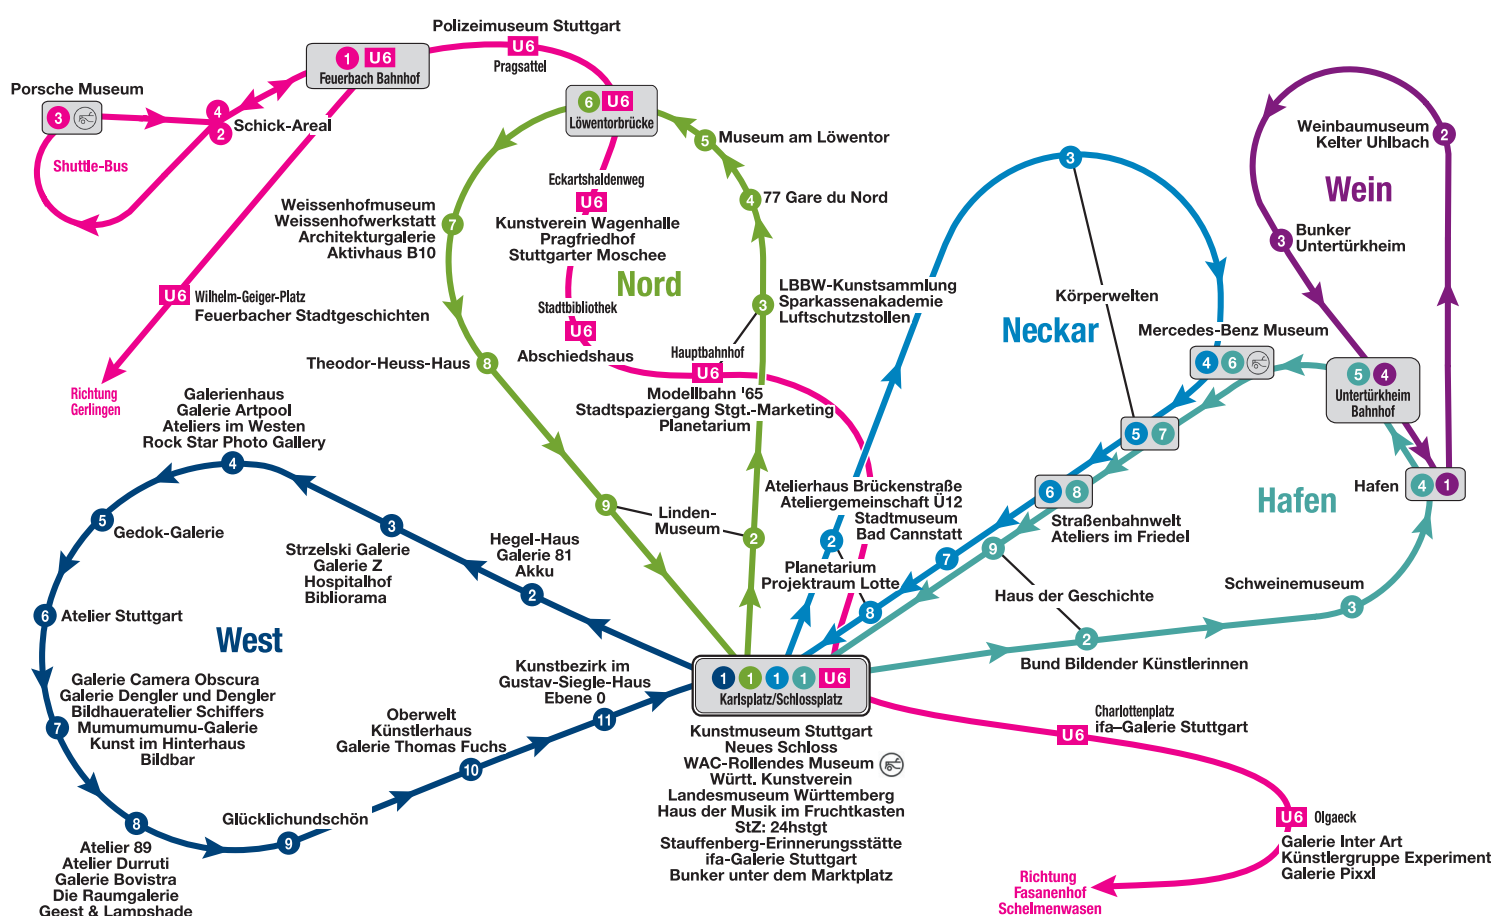 Polizeimuseum Stuttgart
U6
Pragsattel
1 U6
Feuerbach Bahnhof
Porsche Museum
3
4
2
Schick-Areal
Shuttle-Bus
6 U6
Löwentorbrücke
5
Museum am Löwentor
4
77 Gare du Nord
Eckartshaldenweg
U6
Kunstverein Wagenhalle
Pragfriedhof
Stuttgarter Moschee
Weissenhofmuseum
Weissenhofwerkstatt
Architekturgalerie
Aktivhaus B10
7
Nord
U6
Wilhelm-Geiger-Platz
Feuerbacher Stadtgeschichten
Stadtbibliothek
U6
Abschiedshaus
3
LBBW-Kunstsammlung
Sparkassenakademie
Luftschutzstollen
Hauptbahnhof
U6
Modellbahn '65
Stadtspaziergang Stgt.-Marketing
Planetarium
Theodor-Heuss-Haus
8
Richtung
Gerlingen
Galerienhaus
Galerie Artpool
Ateliers im Westen
Rock Star Photo Gallery
4
5
Gedok-Galerie
3
Strzelski Galerie
Galerie Z
Hospitalhof
Bibliorama
Hegel-Haus
Galerie 81
Akku
2
9
Linden-
Museum
2
6
Atelier Stuttgart
West
Galerie Camera Obscura
Galerie Dengler und Dengler
Bildhaueratelier Schiffers
Mumumumumu-Galerie
Kunst im Hinterhaus
Bildbar
7
8
Atelier 89
Atelier Durruti
Galerie Bovistra
Die Raumgalerie
Geest & Lampshade
Glücklichundschön
9
Oberwelt
Künstlerhaus
Galerie Thomas Fuchs
10
Kunstbezirk im
Gustav-Siegle-Haus
Ebene 0
11
1 1 1 1 U6
Karlsplatz/Schlossplatz
Kunstmuseum Stuttgart
Neues Schloss
WAC-Rollendes Museum
Württ. Kunstverein
Landesmuseum Württemberg
Haus der Musik im Fruchtkasten
StZ: 24hstgt
Stauffenberg-Erinnerungsstätte
ifa-Galerie Stuttgart
Bunker unter dem Marktplatz
3
Körperwelten
Neckar
Mercedes-Benz Museum
4 6
5 7
6 8
Straßenbahnwelt
Ateliers im Friedel
Atelierhaus Brückenstraße
Ateliergemeinschaft Ü12
Stadtmuseum
Bad Cannstatt
2
7
Planetarium
Projektraum Lotte
8
9
Haus der Geschichte
2
Bund Bildender Künstlerinnen
Schweinemuseum
3
Hafen
Hafen
4 1
5 4
Untertürkheim
Bahnhof
Wein
Weinbaumuseum
Kelter Uhlbach
2
3
Bunker
Untertürkheim
Charlottenplatz
ifa–Galerie Stuttgart
U6
U6
Olgaeck
Galerie Inter Art
Künstlergruppe Experiment
Galerie Pixxl
Richtung
Fasanenhof
Schelmenwasen